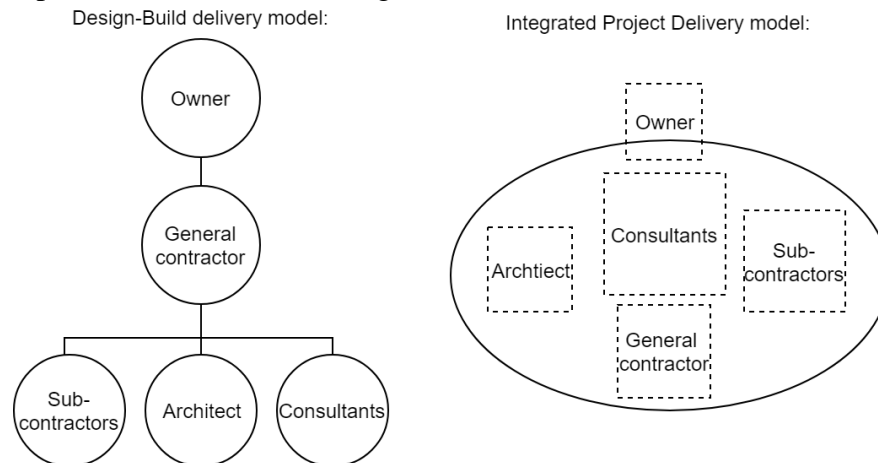 Design-Build delivery model:
Owner
General
contractor
Sub-
contractors
Architect
Consultants
Integrated Project Delivery model:
Owner
Consultants
Archtiect
Sub-
contractors
General
contractor